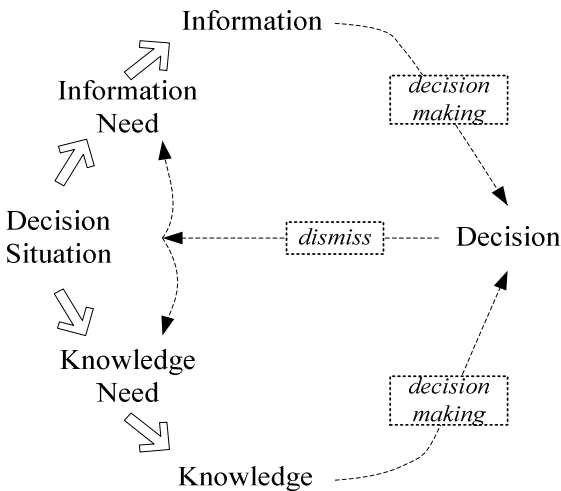 Information
decision
making
Information
Need
Decision
Situation
dismiss
Decision
Knowledge
Need
decision
making
Knowledge